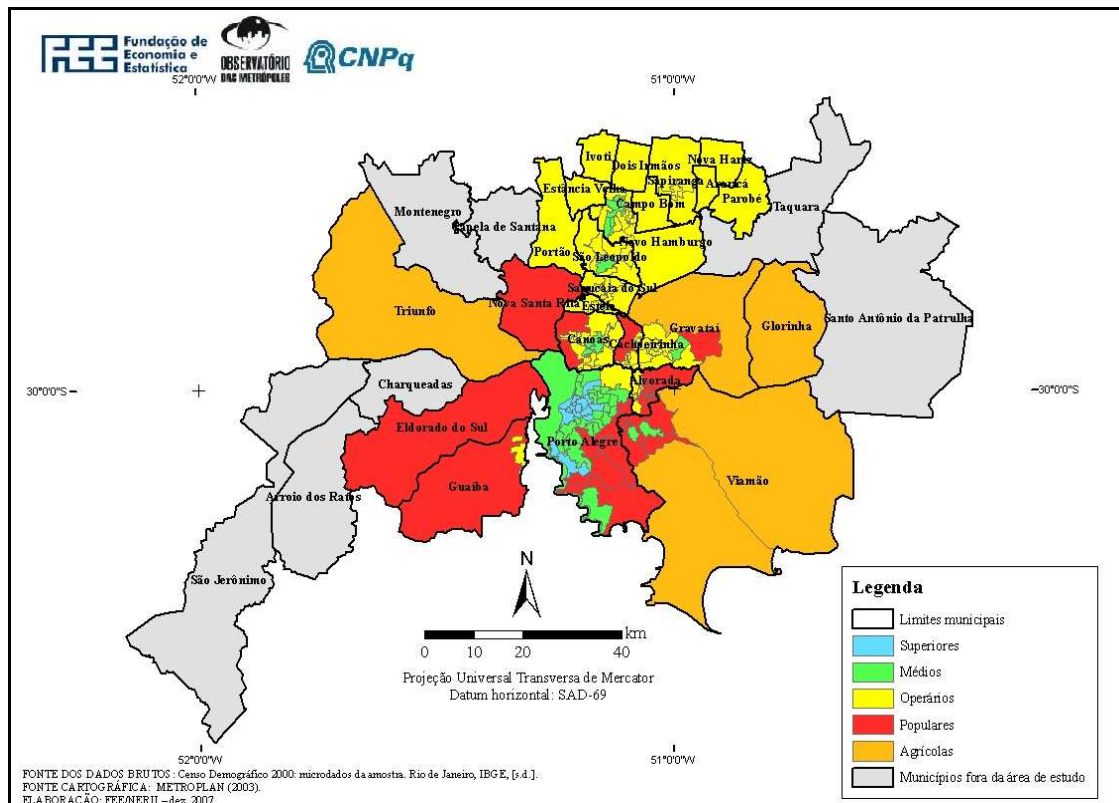 FEE Fundação de
Economia e
Estatística
OBSERVATÓRIO
DAS METRÓPOLES
CNPq
52°0'0"W
51°0'0"W
Ivoti
Dois Irmãos
Nova Hartz
Sapiranga
Araricá
Estância Velha
Campo Bom
Parobé
Taquara
Montenegro
Capela de Santana
Novo Hamburgo
Portão
São Leopoldo
Sapucaia do Sul
Nova Santa Rita
Esteio
Triunfo
Santo Antônio da Patrulha
Gravataí
Glorinha
Canoas
Cachoeirinha
Charqueadas
Alvorada
30°0'0"S
30°0'0"S
Eldorado do Sul
Porto Alegre
Viamão
Guaíba
Arroio dos Ratos
São Jerônimo
N
km
0 10 20 40
Projeção Universal Transversa de Mercator
Datum horizontal: SAD-69
Legenda
Limites municipais
Superiores
Médios
Operários
Populares
Agrícolas
Municípios fora da área de estudo
52°0'0"W
51°0'0"W
FONTE DOS DADOS BRUTOS: Censo Demográfico 2000: microdados da amostra. Rio de Janeiro, IBGE, [s.d.].
FONTE CARTOGRÁFICA: METROPLAN (2003).
ELABORAÇÃO: FEE/NERU – dez. 2007